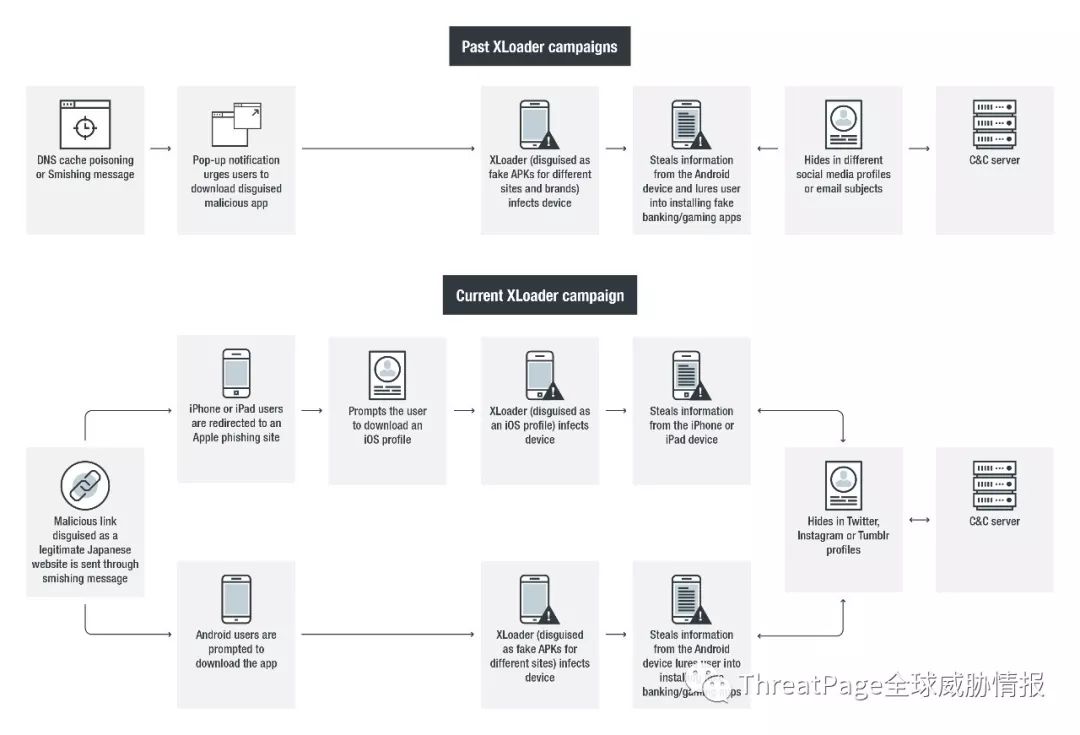 Past XLoader campaigns
DNS cache poisoning
or Smishing message
Pop-up notification
urges users to
download disguised
malicious app
XLoader (disguised as
fake APKs for different
sites and brands)
infects device
Steals information
from the Android
device and lures user
into installing fake
banking/gaming apps
Hides in different
social media profiles
or email subjects
C&C server
Current XLoader campaign
iPhone or iPad users
are redirected to an
Apple phishing site
Prompts the user
to download an
iOS profile
XLoader (disguised as
an iOS profile) infects
device
Steals information
from the iPhone or
iPad device
Malicious link
disguised as a
legitimate Japanese
website is sent through
smishing message
Hides in Twitter,
Instagram or Tumblr
profiles
C&C server
Android users are
prompted to
download the app
XLoader (disguised
as fake APKs for
different sites) infects
device
Steals information
from the Android
device lures user into
installing fake
banking/gaming apps
ThreatPage全球威胁情报